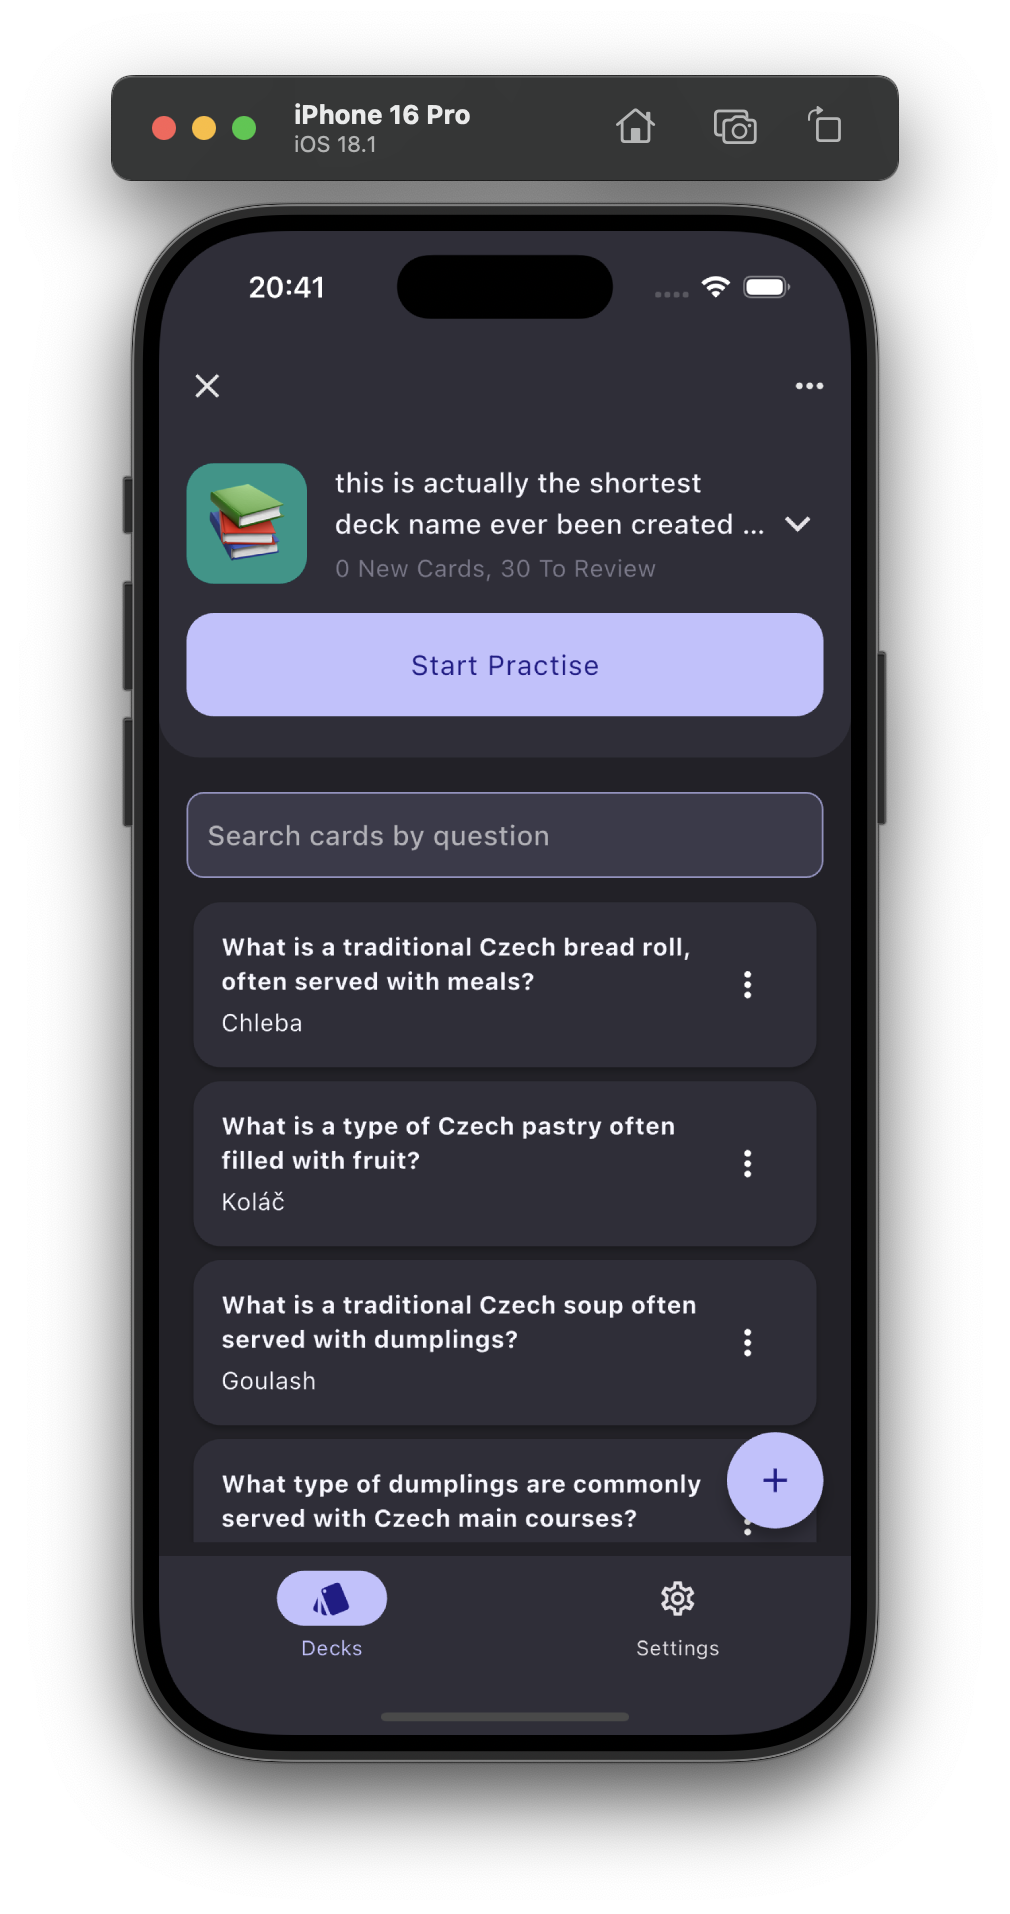 iPhone 16 Pro
iOS 18.1
20:41
this is actually the shortest
deck name ever been created ...
0 New Cards, 30 To Review
Start Practise
Search cards by question
What is a traditional Czech bread roll,
often served with meals?
Chleba
What is a type of Czech pastry often
filled with fruit?
Koláč
What is a traditional Czech soup often
served with dumplings?
Goulash
What type of dumplings are commonly
served with Czech main courses?
Decks
Settings